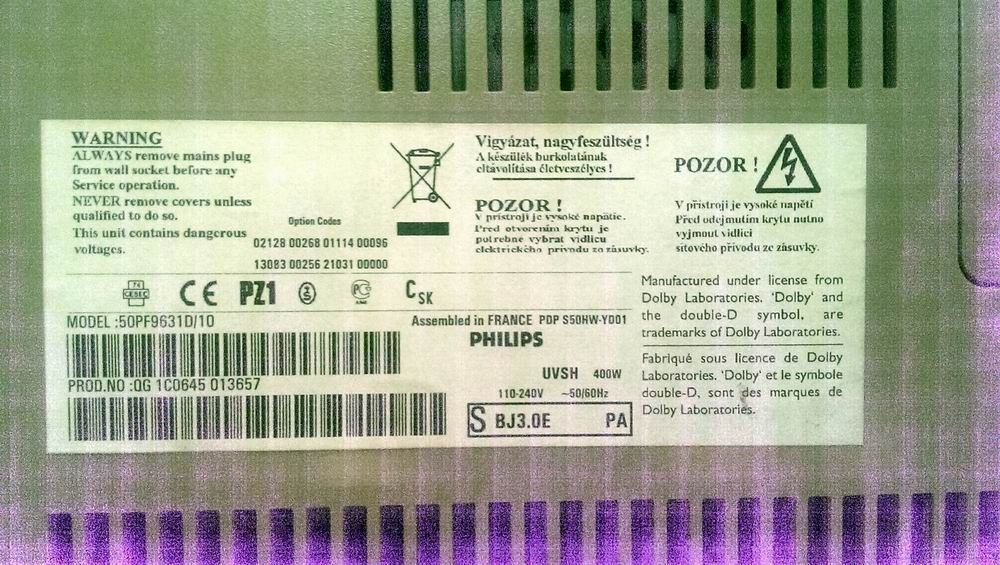 WARNING
ALWAYS remove mains plug
from wall socket before any
Service operation.
NEVER remove covers unless
qualified to do so.
This unit contains dangerous
voltages.
Option Codes
02128 00268 01114 00096
13083 00256 21031 00000
Vigyázat, nagyfeszültség !
A készülék burkolatának
eltávolítása életveszélyes !
POZOR !
V prístroji je vysoké napätie.
Pred otvorením krytu je
potrebné vybrat vidlicu
elektrického prívodu zo zásuvky.
POZOR !
V přístroji je vysoké napětí
Před odejmutím krytu nutno
vyjmout vidlici
síťového přívodu ze zásuvky.
CE PZ1
CSK
MODEL :50PF9631D/10
Assembled in FRANCE PDP S50HW-YD01
PHILIPS
PROD.NO :QG 1C0645 013657
UVSH 400W
110-240V ~50/60Hz
S BJ3.0E PA
Manufactured under license from
Dolby Laboratories. 'Dolby' and
the double-D symbol, are
trademarks of Dolby Laboratories.
Fabriqué sous licence de Dolby
Laboratories. 'Dolby' et le symbole
double-D, sont des marques de
Dolby Laboratories.